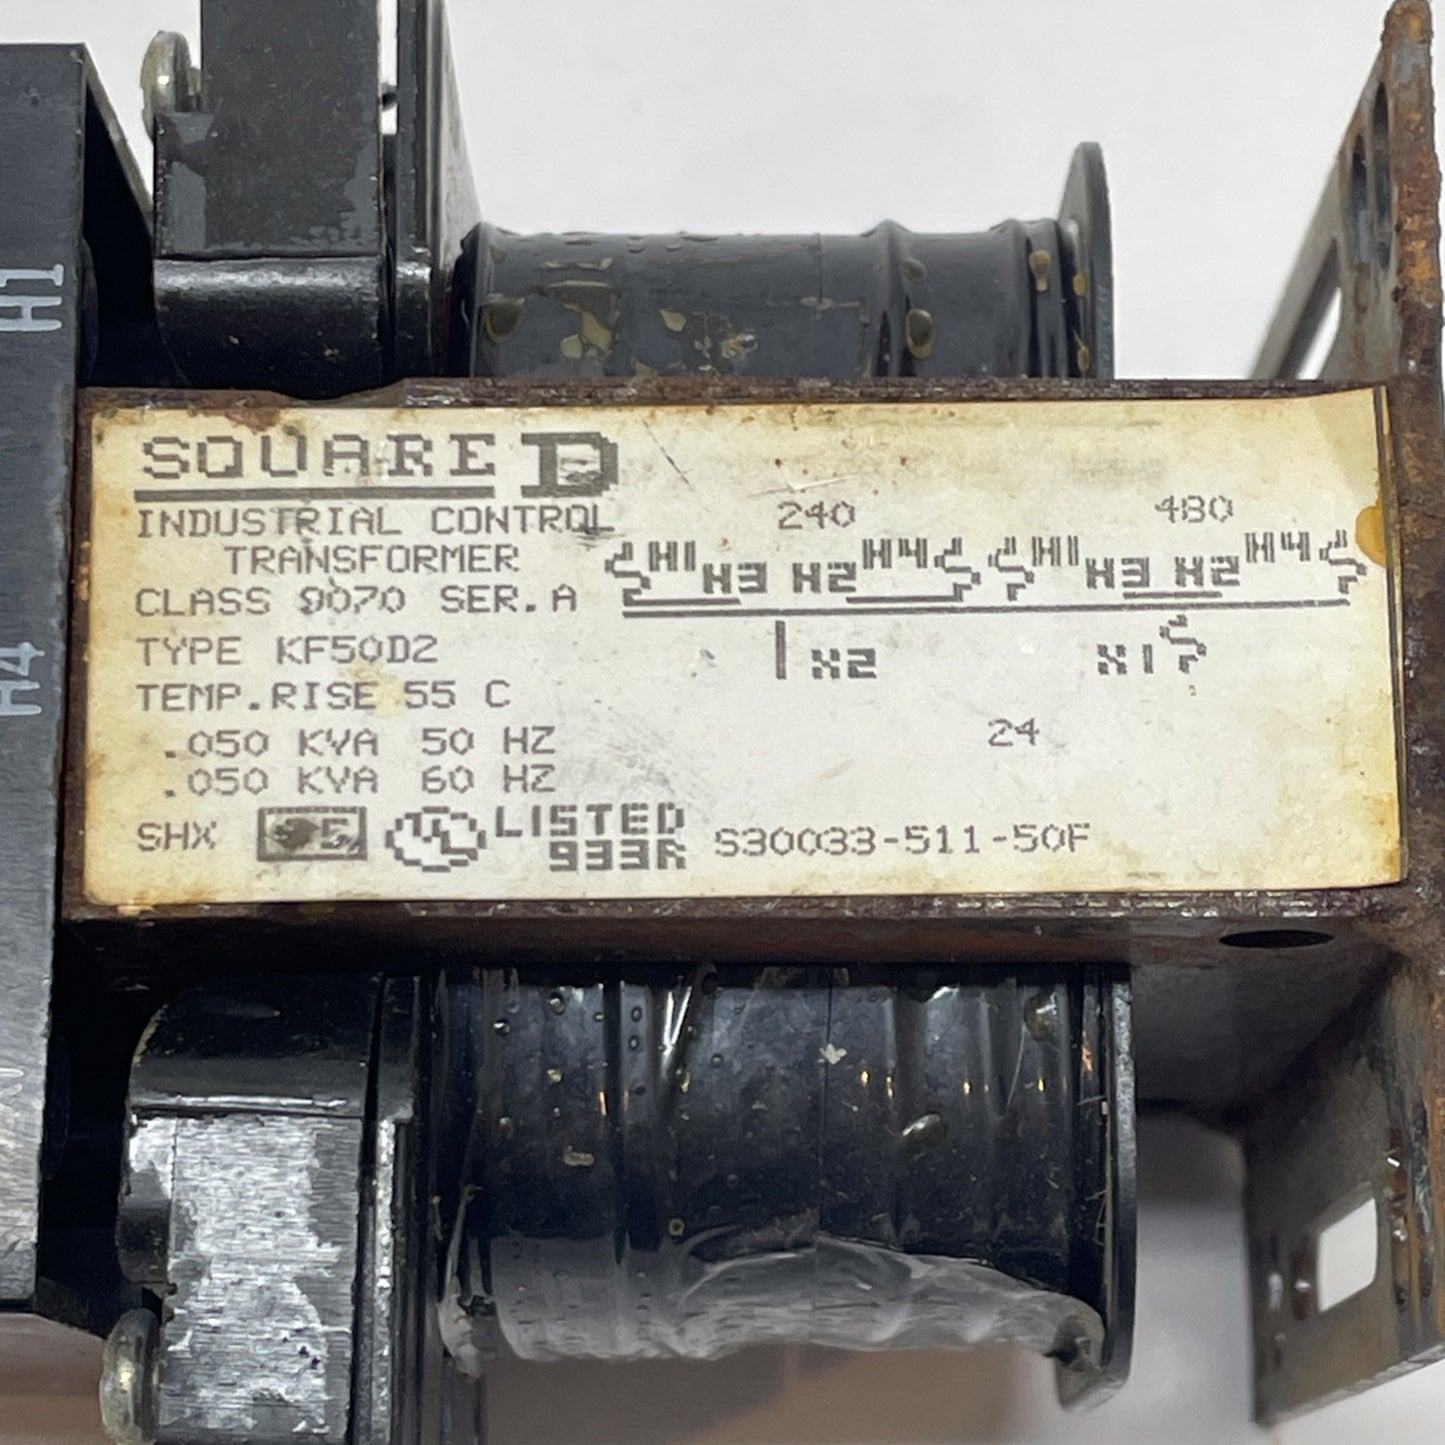 H1
H4
SQUARE D
INDUSTRIAL CONTROL
TRANSFORMER
CLASS 9070 SER.A
TYPE KF50D2
TEMP.RISE 55 C
.050 KVA 50 HZ
.050 KVA 60 HZ
SHX UL LISTED
933R
240 480
H1 H3 H2 H4 H1 H3 H2 H4
X2 X1
24
S30033-511-50F